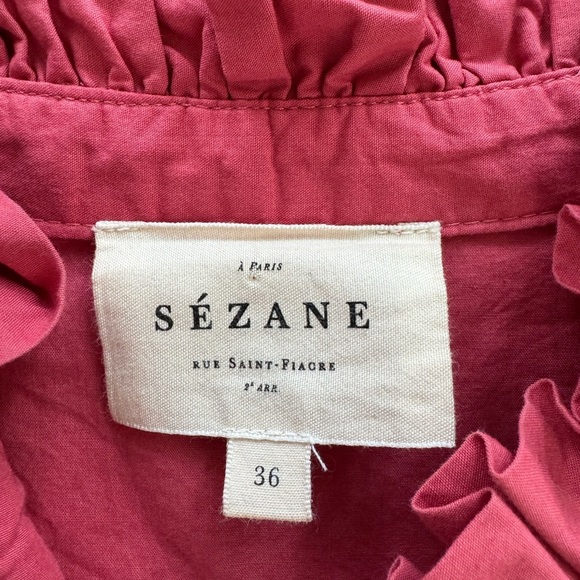 À PARIS
SÉZANE
RUE SAINT-FIACRE
2ᵉ ARR.
36